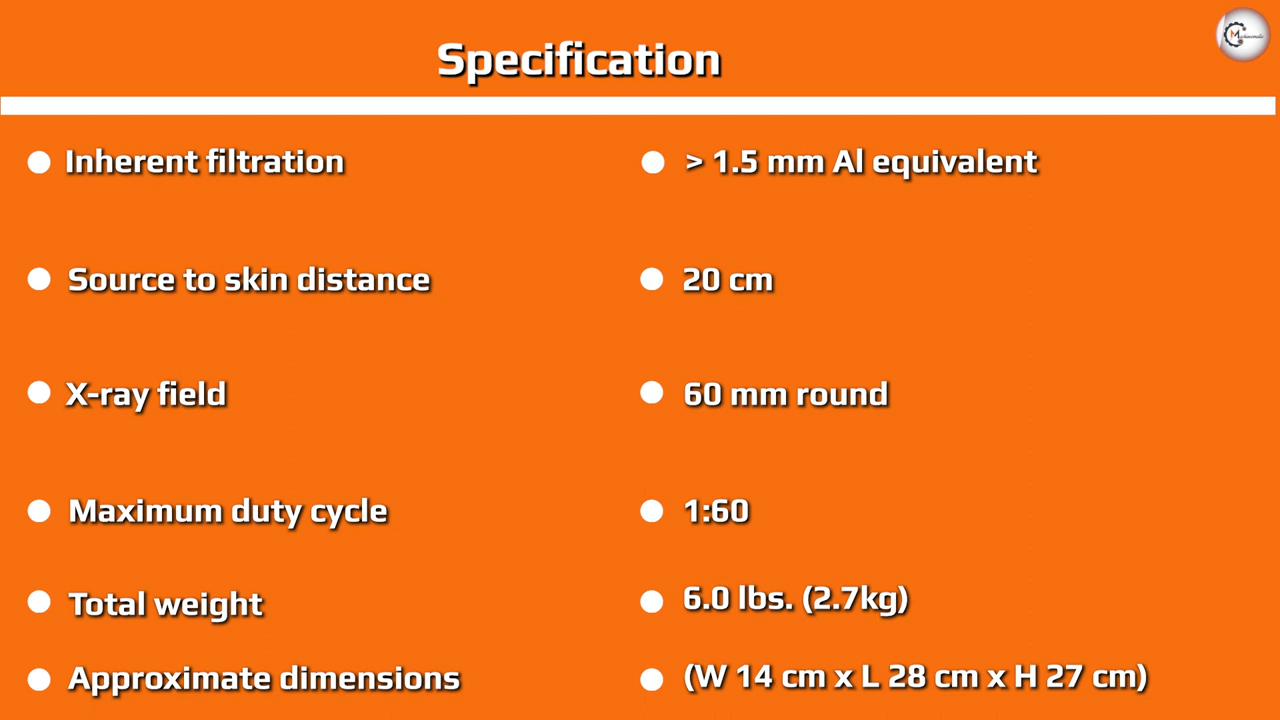 Specification
Inherent filtration
> 1.5 mm Al equivalent
Source to skin distance
20 cm
X-ray field
60 mm round
Maximum duty cycle
1:60
Total weight
6.0 lbs. (2.7kg)
Approximate dimensions
(W 14 cm x L 28 cm x H 27 cm)